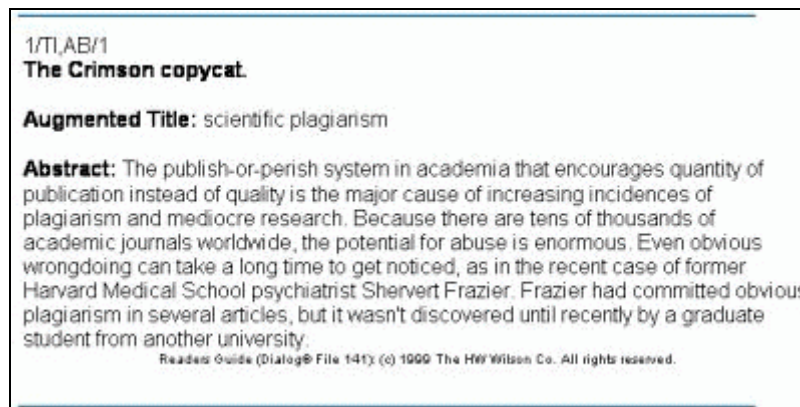 1/TI,AB/1
The Crimson copycat.
Augmented Title: scientific plagiarism
Abstract: The publish-or-perish system in academia that encourages quantity of
publication instead of quality is the major cause of increasing incidences of
plagiarism and mediocre research. Because there are tens of thousands of
academic journals worldwide, the potential for abuse is enormous. Even obvious
wrongdoing can take a long time to get noticed, as in the recent case of former
Harvard Medical School psychiatrist Shervert Frazier. Frazier had committed obvious
plagiarism in several articles, but it wasn't discovered until recently by a graduate
student from another university.
Readers Guide (Dialog® File 141): (c) 1999 The HW Wilson Co. All rights reserved.